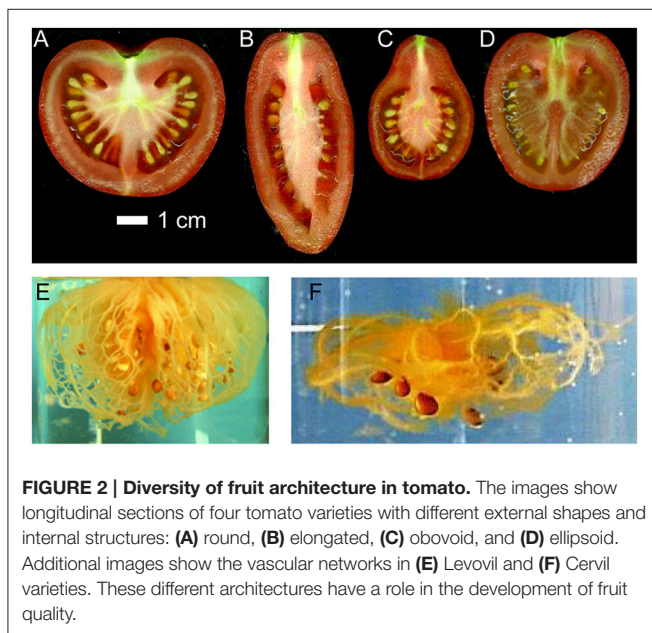 A
B
C
D
1 cm
E
F
FIGURE 2 | Diversity of fruit architecture in tomato. The images show
longitudinal sections of four tomato varieties with different external shapes and
internal structures: (A) round, (B) elongated, (C) obovoid, and (D) ellipsoid.
Additional images show the vascular networks in (E) Levovil and (F) Cervil
varieties. These different architectures have a role in the development of fruit
quality.